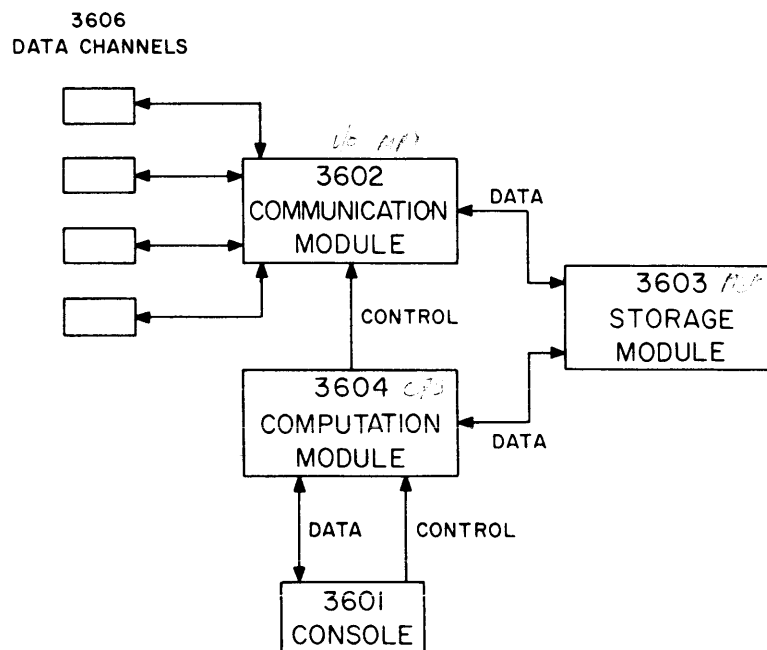 3606
DATA CHANNELS
3602
COMMUNICATION
MODULE
DATA
3603
STORAGE
MODULE
CONTROL
3604 CPU
COMPUTATION
MODULE
DATA
DATA
CONTROL
3601
CONSOLE